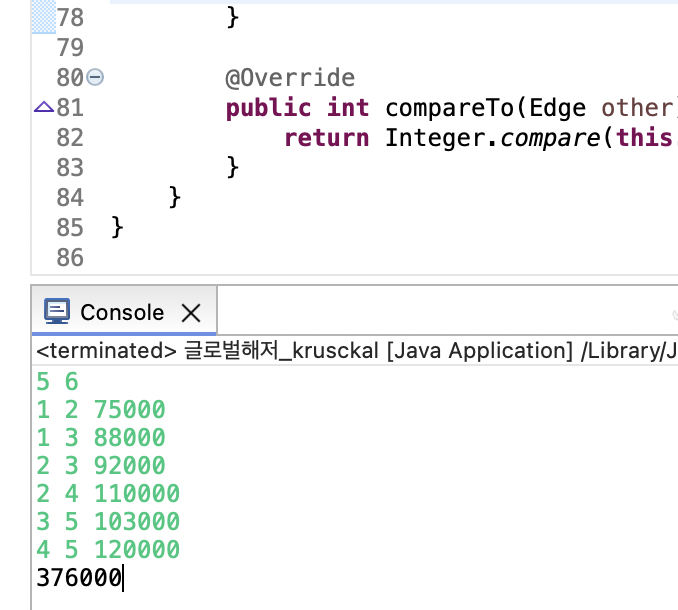 78 }
79
80 @Override
81 public int compareTo(Edge other)
82 return Integer.compare(this
83 }
84 }
85 }
86
Console
<terminated> 글로벌해저_krusckal [Java Application] /Library/J
5 6
1 2 75000
1 3 88000
2 3 92000
2 4 110000
3 5 103000
4 5 120000
376000